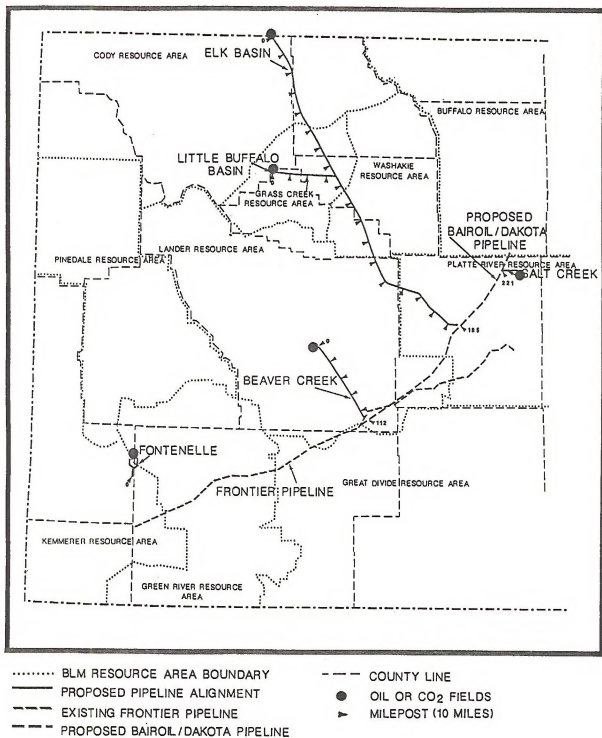 0
CODY RESOURCE AREA
ELK BASIN
BUFFALO RESOURCE AREA
LITTLE BUFFALO
BASIN
WASHAKIE
RESOURCE AREA
GRASS CREEK
RESOURCE AREA
PROPOSED
BAIROIL/DAKOTA
PIPELINE
LANDER RESOURCE AREA
PINEDALE RESOURCE AREA
PLATTE RIVER RESOURCE AREA
SALT CREEK
221
185
0
BEAVER CREEK
112
FONTENELLE
GREAT DIVIDE RESOURCE AREA
FRONTIER PIPELINE
KEMMERER RESOURCE AREA
GREEN RIVER RESOURCE
AREA
BLM RESOURCE AREA BOUNDARY
PROPOSED PIPELINE ALIGNMENT
EXISTING FRONTIER PIPELINE
PROPOSED BAIROIL/DAKOTA PIPELINE
COUNTY LINE
OIL OR CO2 FIELDS
MILEPOST (10 MILES)